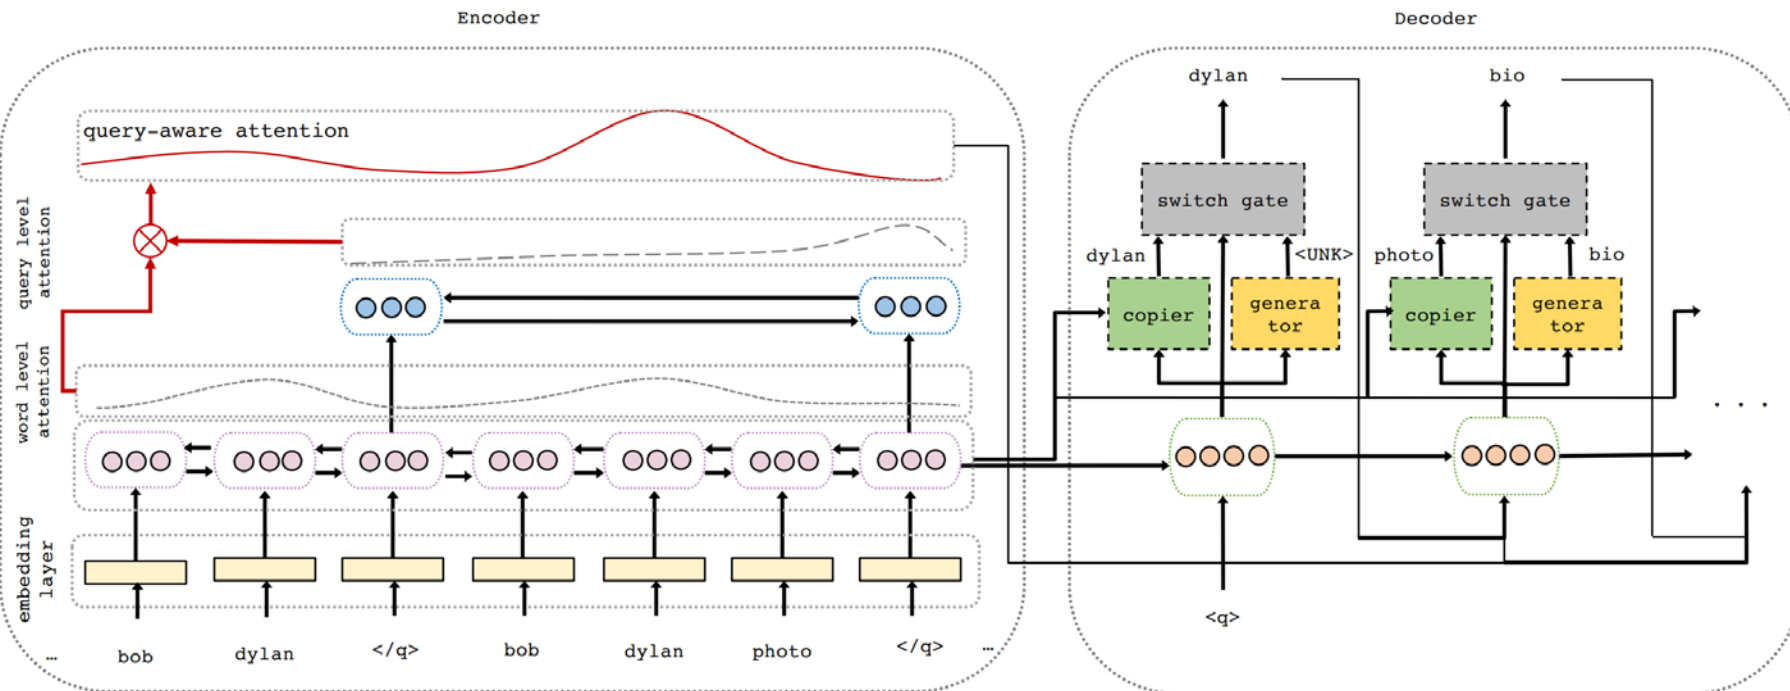 Encoder
Decoder
query-aware attention
query level
attention
word level
attention
embedding
layer
… bob dylan </q> bob dylan photo </q> …
dylan
bio
switch gate
switch gate
dylan
<UNK>
photo
bio
copier
genera
tor
copier
genera
tor
. . .
<q>